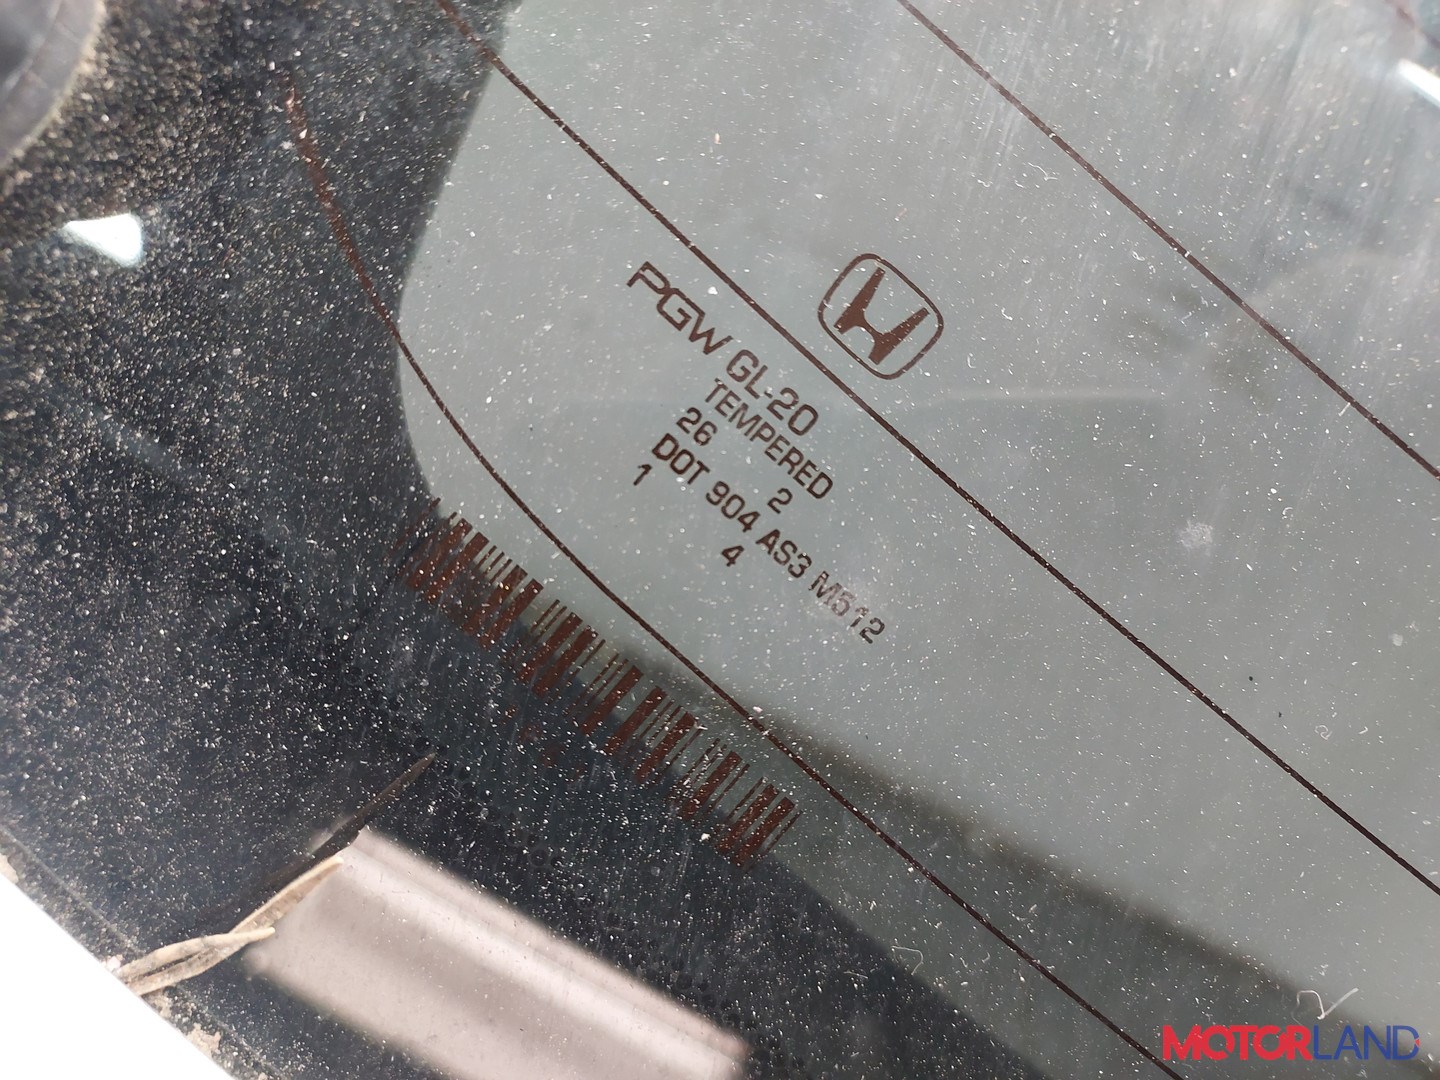 PGW GL-20
TEMPERED
26 2
DOT 904 AS3 M512
1 4
MOTORLAND